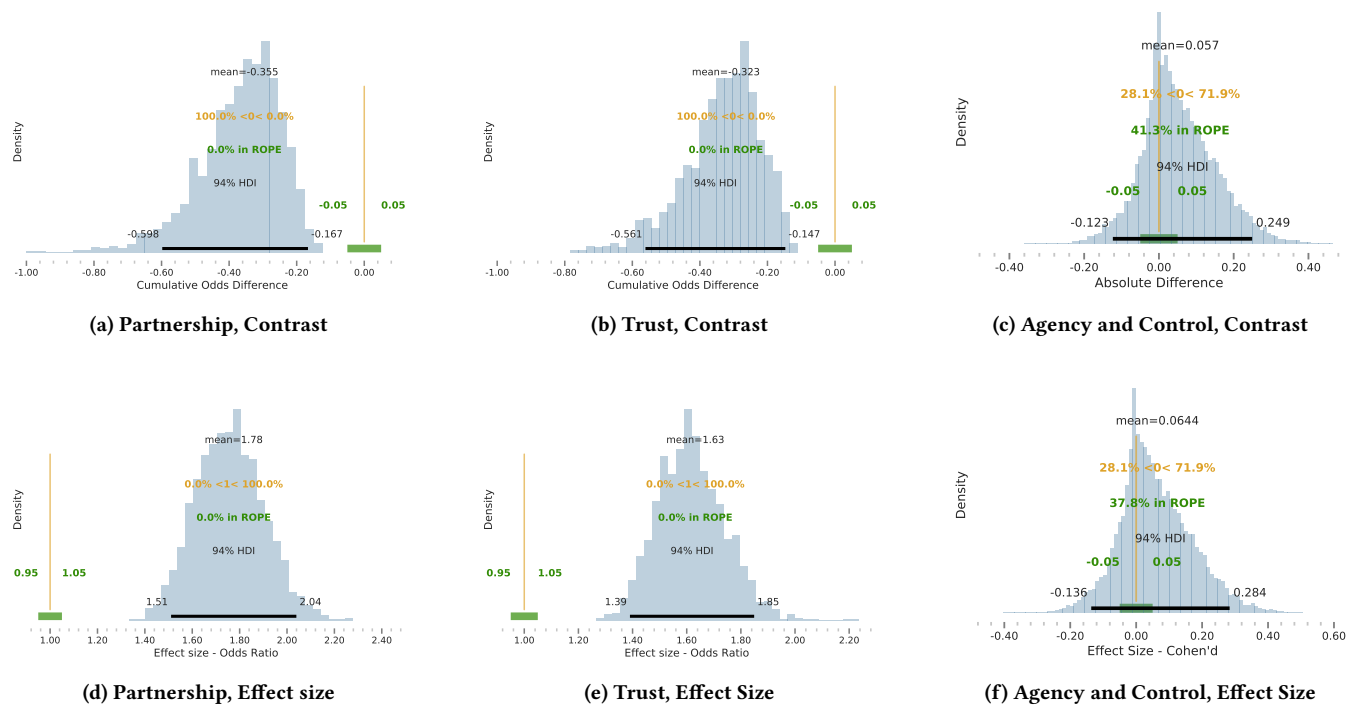 mean=-0.355
100.0% <0< 0.0%
0.0% in ROPE
94% HDI
-0.05 0.05
-0.598 -0.167
Density
-1.00 -0.80 -0.60 -0.40 -0.20 0.00
Cumulative Odds Difference
(a) Partnership, Contrast
mean=-0.323
100.0% <0< 0.0%
0.0% in ROPE
94% HDI
-0.05 0.05
-0.561 -0.147
Density
-1.00 -0.80 -0.60 -0.40 -0.20 0.00
Cumulative Odds Difference
(b) Trust, Contrast
mean=0.057
28.1% <0< 71.9%
41.3% in ROPE
94% HDI
-0.05 0.05
-0.123 0.249
Density
-0.40 -0.20 0.00 0.20 0.40
Absolute Difference
(c) Agency and Control, Contrast
mean=1.78
0.0% <1< 100.0%
0.0% in ROPE
94% HDI
0.95 1.05
1.51 2.04
Density
1.00 1.20 1.40 1.60 1.80 2.00 2.20 2.40
Effect size - Odds Ratio
(d) Partnership, Effect size
mean=1.63
0.0% <1< 100.0%
0.0% in ROPE
94% HDI
0.95 1.05
1.39 1.85
Density
1.00 1.20 1.40 1.60 1.80 2.00 2.20
Effect size - Odds Ratio
(e) Trust, Effect Size
mean=0.0644
28.1% <0< 71.9%
37.8% in ROPE
94% HDI
-0.05 0.05
-0.136 0.284
Density
-0.40 -0.20 0.00 0.20 0.40 0.60
Effect Size - Cohen'd
(f) Agency and Control, Effect Size